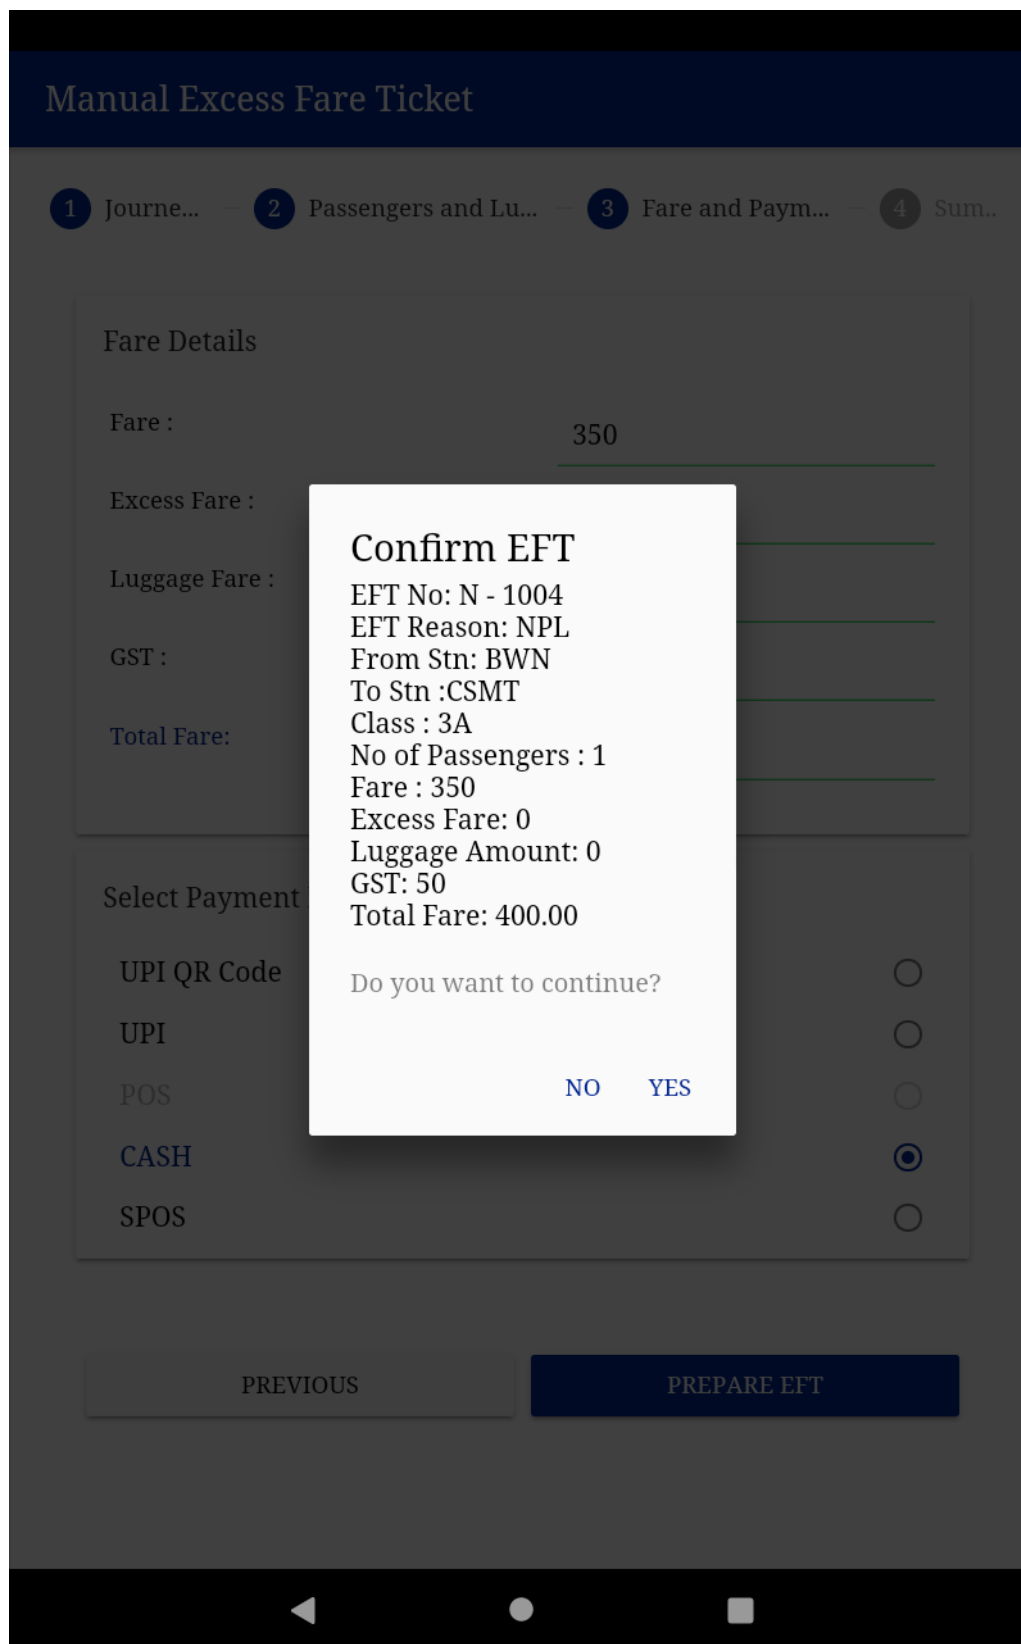 Manual Excess Fare Ticket
1 Journe... 2 Passengers and Lu... 3 Fare and Paym... 4 Sum..
Fare Details
Fare :
350
Excess Fare :
Luggage Fare :
GST :
Total Fare:
Confirm EFT
EFT No: N - 1004
EFT Reason: NPL
From Stn: BWN
To Stn :CSMT
Class : 3A
No of Passengers : 1
Fare : 350
Excess Fare: 0
Luggage Amount: 0
GST: 50
Total Fare: 400.00
Do you want to continue?
NO YES
Select Payment
UPI QR Code
UPI
POS
CASH
SPOS
PREVIOUS PREPARE EFT